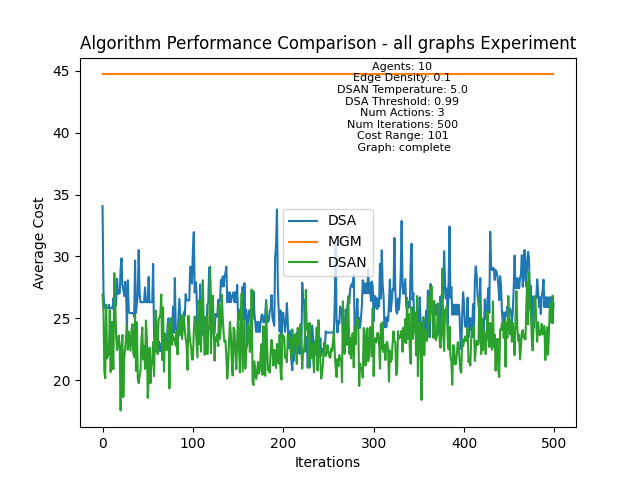 Algorithm Performance Comparison - all graphs Experiment
Agents: 10
Edge Density: 0.1
DSAN Temperature: 5.0
DSA Threshold: 0.99
Num Actions: 3
Num Iterations: 500
Cost Range: 101
Graph: complete
45
40
35
30
25
20
Average Cost
DSA
MGM
DSAN
0 100 200 300 400 500
Iterations